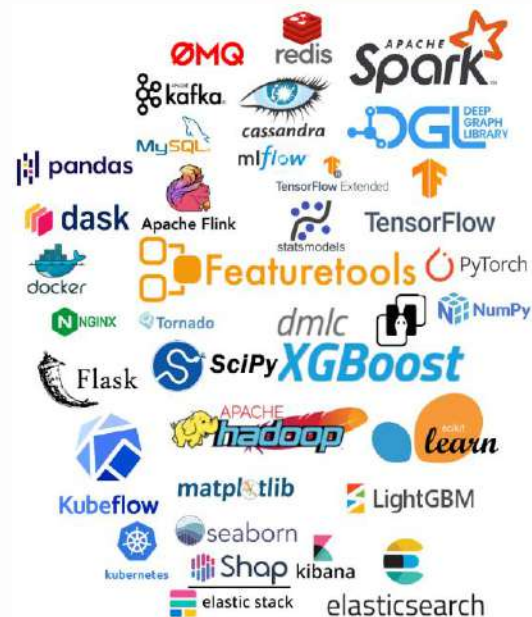 ØMQ
redis
APACHE
Spark
kafka
cassandra
DEEP
GRAPH
LIBRARY
DGL
MySQL
mlflow
TensorFlow Extended
pandas
dask
Apache Flink
statsmodels
TensorFlow
docker
Featuretools
PyTorch
NGINX
Tornado
dmlc
XGBoost
NumPy
Flask
SciPy
APACHE
hadoop
scikit
learn
Kubeflow
matplotlib
LightGBM
kubernetes
seaborn
Shap
kibana
elastic stack
elasticsearch